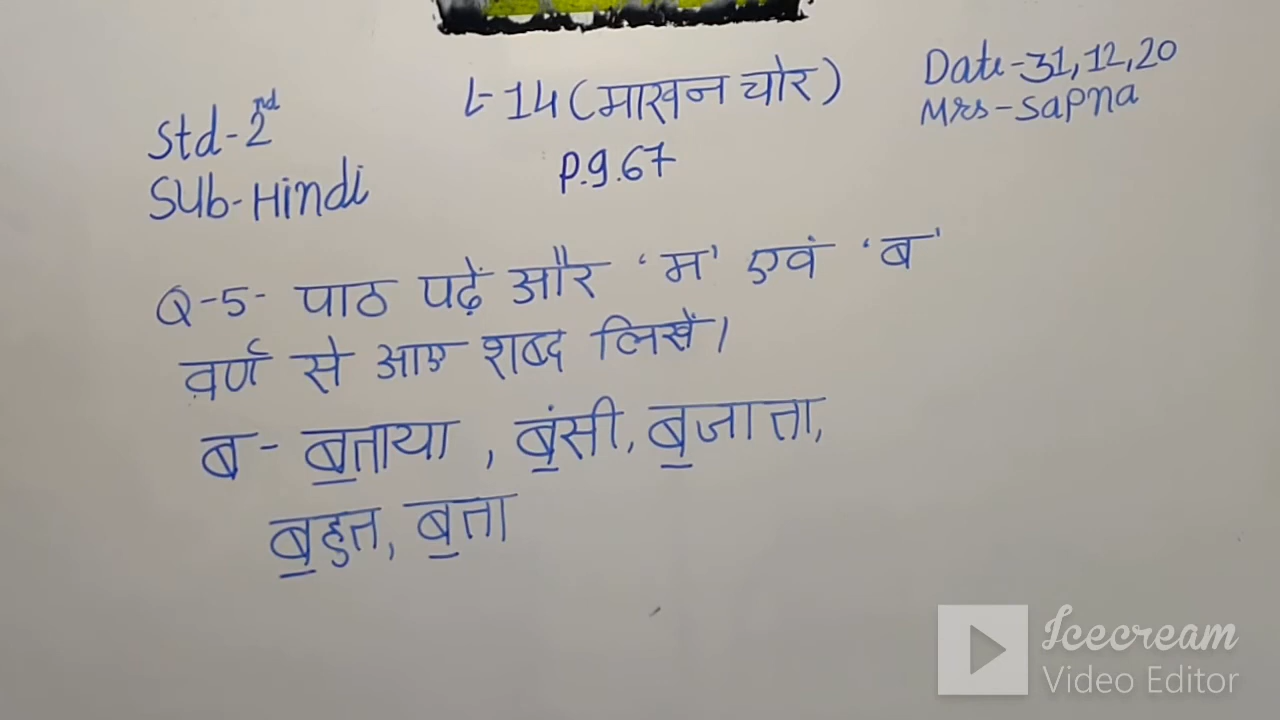 Std-2nd
Sub-Hindi
L-14 (माखन चोर)
P.g.67
Date-31,12,20
Mrs-Sapna
Q-5- पाठ पढ़ें और 'म' एवं 'ब'
वर्ण से आए शब्द लिखें।
ब - बताया, बंसी, बजाता,
बहुत, बता
Icecream
Video Editor